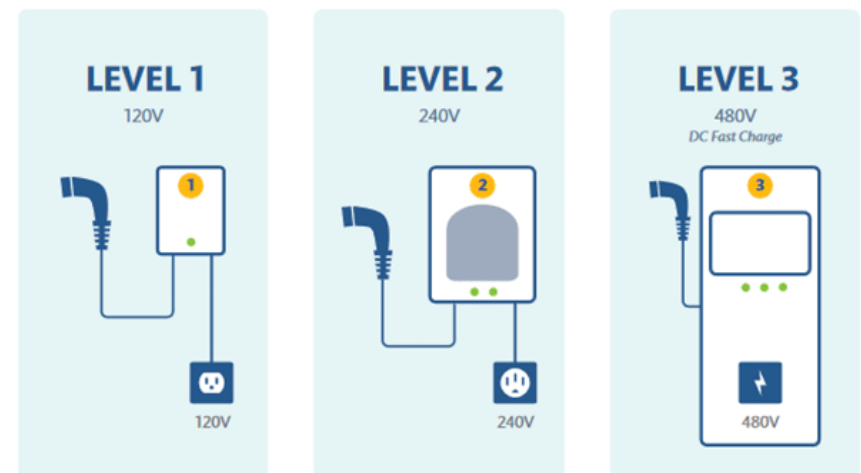 LEVEL 1
120V
1
120V
LEVEL 2
240V
2
240V
LEVEL 3
480V
DC Fast Charge
3
480V